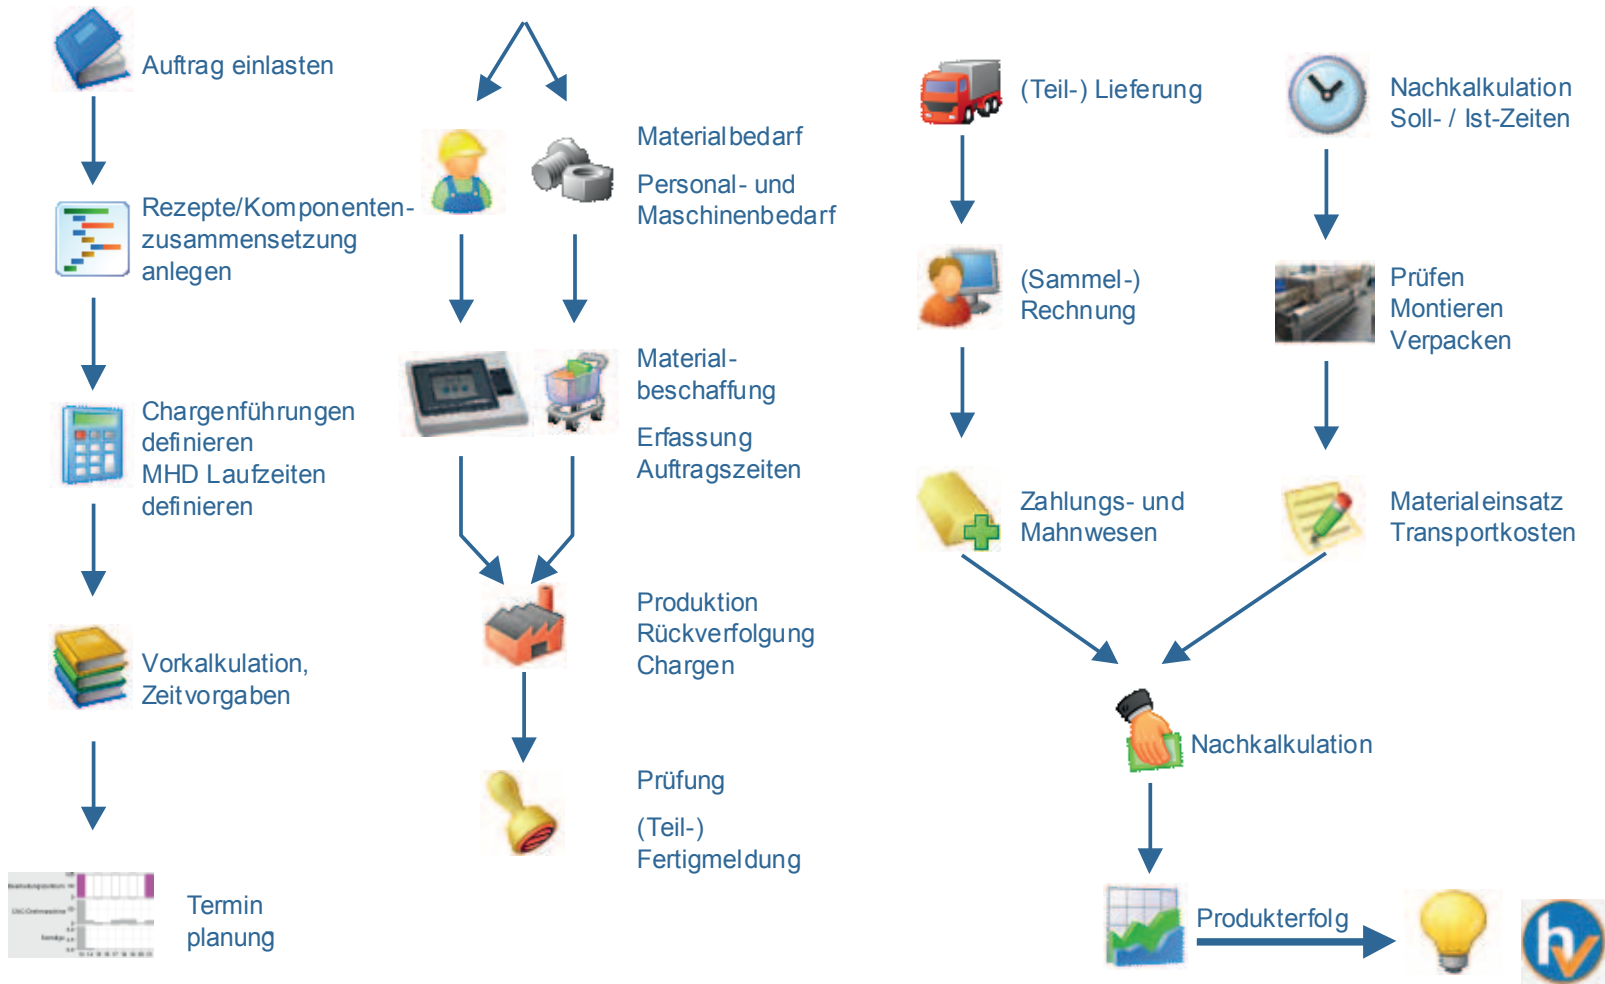 Auftrag einlasten
Rezepte/Komponenten-
zusammensetzung
anlegen
Chargenführungen
definieren
MHD Laufzeiten
definieren
Vorkalkulation,
Zeitvorgaben
Termin
planung
Materialbedarf
Personal- und
Maschinenbedarf
Material-
beschaffung
Erfassung
Auftragszeiten
Produktion
Rückverfolgung
Chargen
Prüfung
(Teil-)
Fertigmeldung
(Teil-) Lieferung
(Sammel-)
Rechnung
Zahlungs- und
Mahnwesen
Nachkalkulation
Soll- / Ist-Zeiten
Prüfen
Montieren
Verpacken
Materialeinsatz
Transportkosten
Nachkalkulation
Produkterfolg
hv